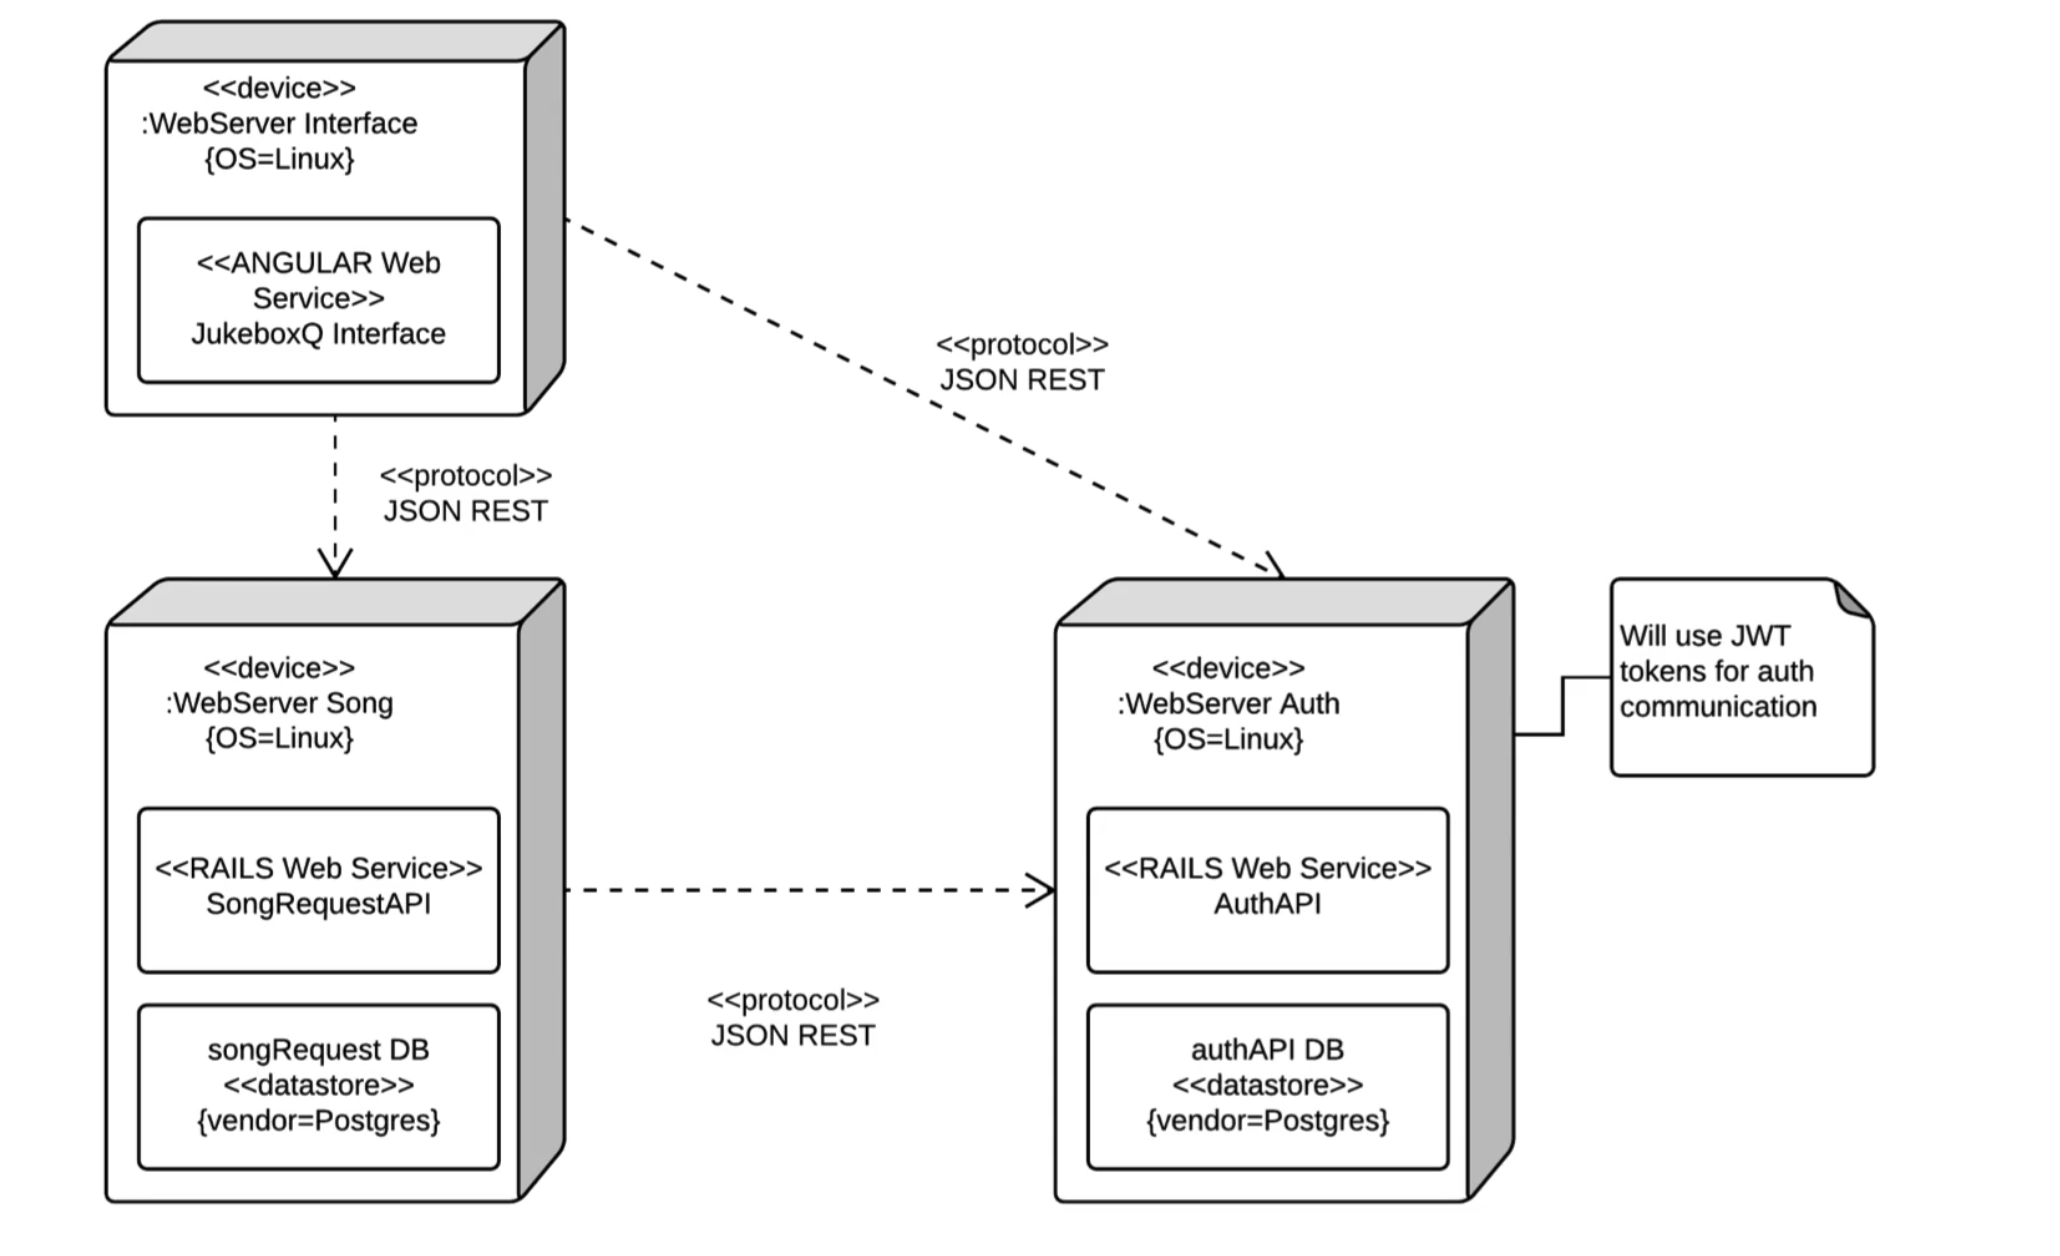 <<device>>
:WebServer Interface
{OS=Linux}
<<ANGULAR Web
Service>>
JukeboxQ Interface
<<protocol>>
JSON REST
<<protocol>>
JSON REST
<<device>>
:WebServer Song
{OS=Linux}
<<RAILS Web Service>>
SongRequestAPI
songRequest DB
<<datastore>>
{vendor=Postgres}
<<protocol>>
JSON REST
<<device>>
:WebServer Auth
{OS=Linux}
<<RAILS Web Service>>
AuthAPI
authAPI DB
<<datastore>>
{vendor=Postgres}
Will use JWT
tokens for auth
communication